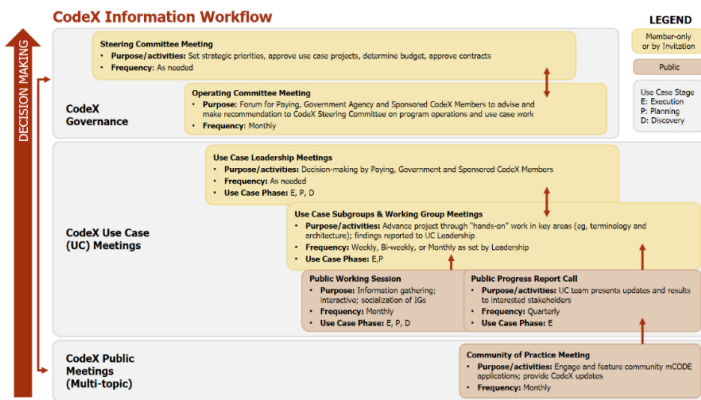 CodeX Information Workflow
DECISION MAKING
LEGEND
Member-only
or by Invitation
Public
Use Case Stage
E: Execution
P: Planning
D: Discovery
CodeX
Governance
Steering Committee Meeting
• Purpose/activities: Set strategic priorities, approve use case projects, determine budget, approve contracts
• Frequency: As needed
Operating Committee Meeting
• Purpose: Forum for Paying, Government Agency and Sponsored CodeX Members to advise and
make recommendation to CodeX Steering Committee on program operations and use case work
• Frequency: Monthly
CodeX Use Case
(UC) Meetings
Use Case Leadership Meetings
• Purpose/activities: Decision-making by Paying, Government and Sponsored CodeX Members
• Frequency: As needed
• Use Case Phase: E, P, D
Use Case Subgroups & Working Group Meetings
• Purpose/activities: Advance project through "hands-on" work in key areas (eg, terminology and
architecture); findings reported to UC Leadership
• Frequency: Weekly, Bi-weekly, or Monthly as set by Leadership
• Use Case Phase: E,P
Public Working Session
• Purpose: Information gathering;
interactive; socialization of IGs
• Frequency: Monthly
• Use Case Phase: E, P, D
Public Progress Report Call
• Purpose/activities: UC team presents updates and results
to interested stakeholders
• Frequency: Quarterly
• Use Case Phase: E
CodeX Public
Meetings
(Multi-topic)
Community of Practice Meeting
• Purpose/activities: Engage and feature community mCODE
applications; provide CodeX updates
• Frequency: Monthly